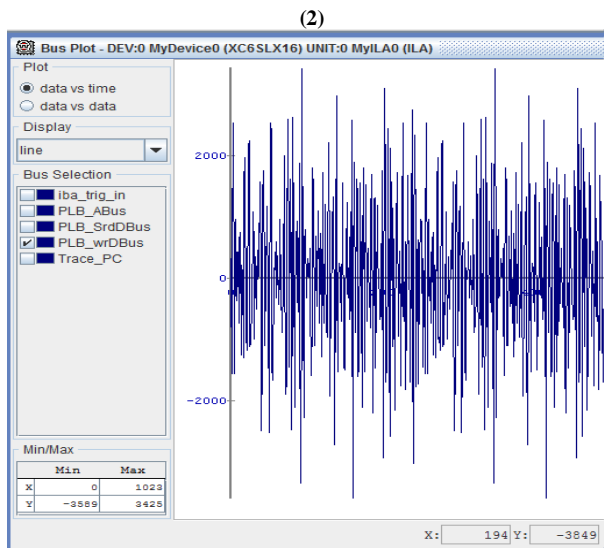 (2)
Bus Plot - DEV:0 MyDevice0 (XC6SLX16) UNIT:0 MyILA0 (ILA)
Plot
data vs time
data vs data
Display
line
Bus Selection
iba_trig_in
PLB_ABus
PLB_SrdDBus
PLB_wrDBus
Trace_PC
2000
0
-2000
Min/Max
Min Max
X 0 1023
Y -3589 3425
X: 194 Y: -3849